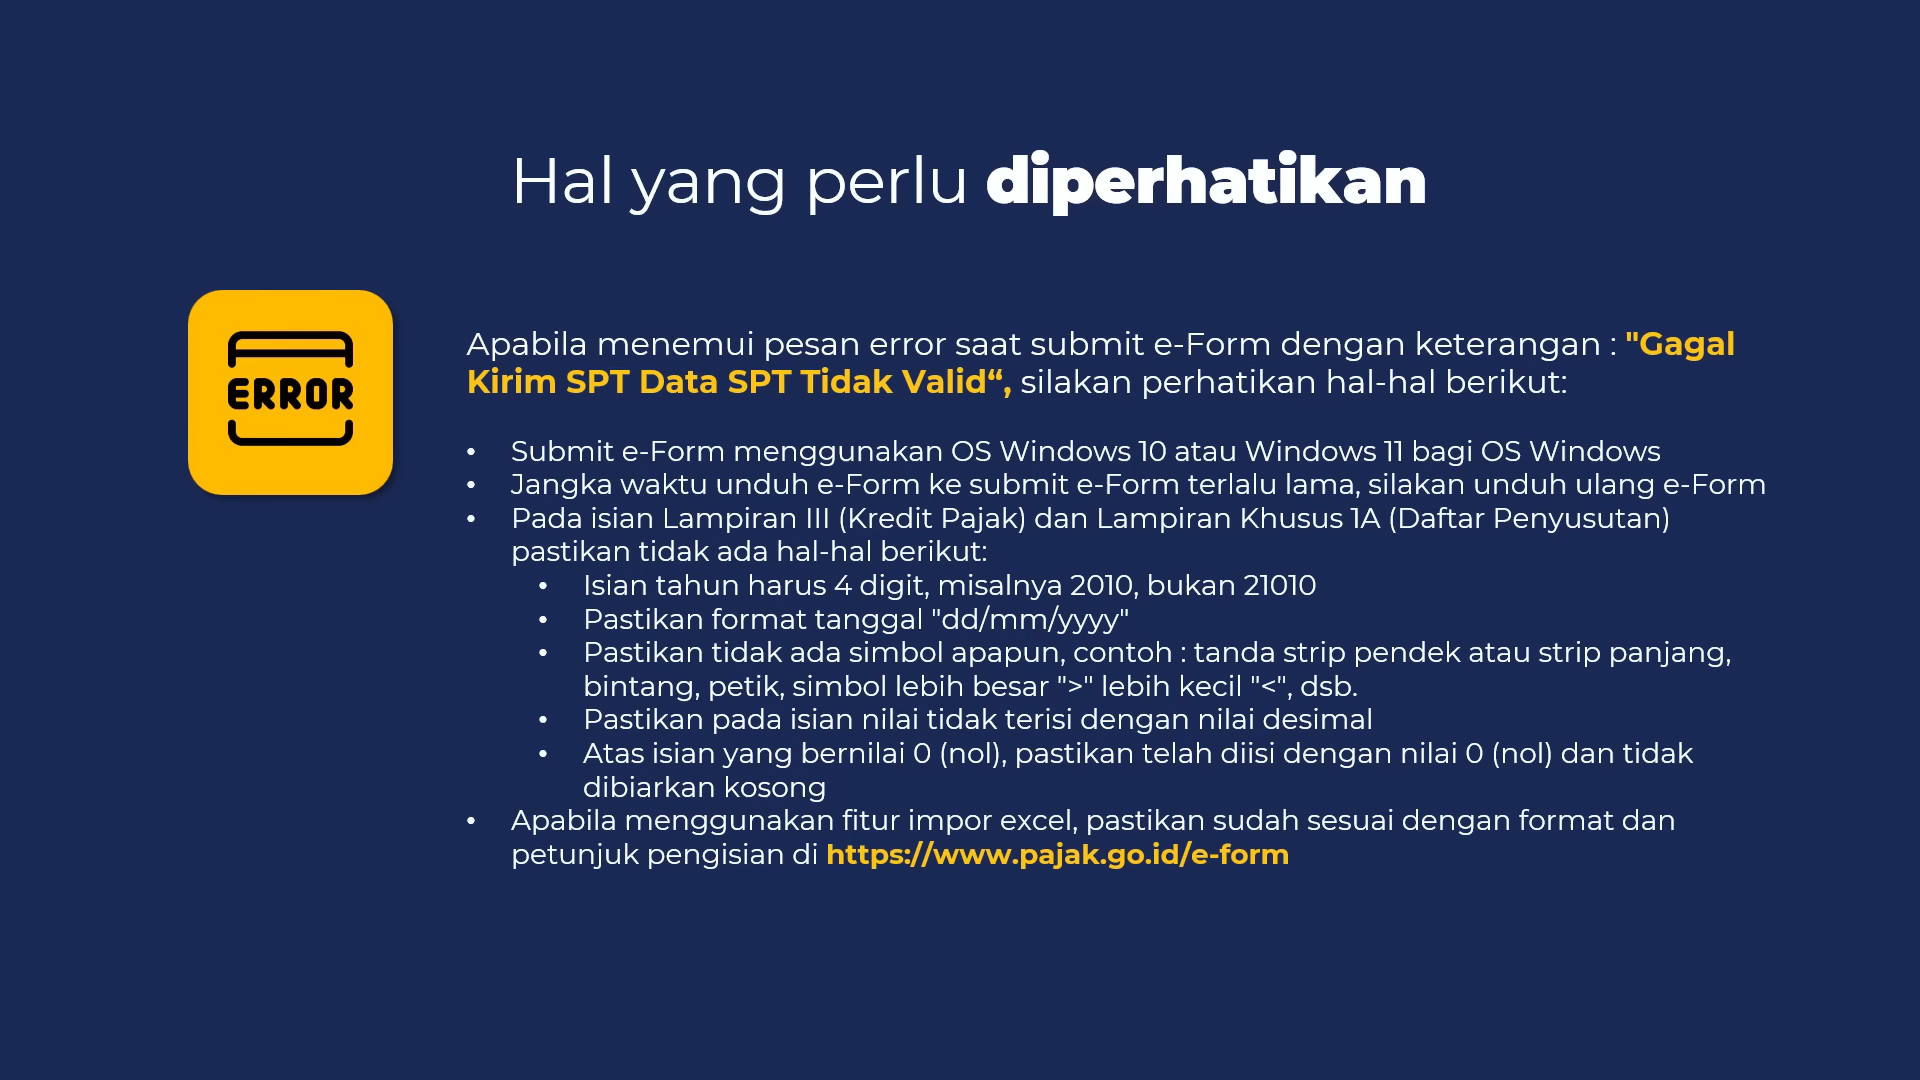 Hal yang perlu diperhatikan
ERROR
Apabila menemui pesan error saat submit e-Form dengan keterangan : "Gagal
Kirim SPT Data SPT Tidak Valid“, silakan perhatikan hal-hal berikut:
• Submit e-Form menggunakan OS Windows 10 atau Windows 11 bagi OS Windows
• Jangka waktu unduh e-Form ke submit e-Form terlalu lama, silakan unduh ulang e-Form
• Pada isian Lampiran III (Kredit Pajak) dan Lampiran Khusus 1A (Daftar Penyusutan)
pastikan tidak ada hal-hal berikut:
• Isian tahun harus 4 digit, misalnya 2010, bukan 21010
• Pastikan format tanggal "dd/mm/yyyy"
• Pastikan tidak ada simbol apapun, contoh : tanda strip pendek atau strip panjang,
bintang, petik, simbol lebih besar ">" lebih kecil "<", dsb.
• Pastikan pada isian nilai tidak terisi dengan nilai desimal
• Atas isian yang bernilai 0 (nol), pastikan telah diisi dengan nilai 0 (nol) dan tidak
dibiarkan kosong
• Apabila menggunakan fitur impor excel, pastikan sudah sesuai dengan format dan
petunjuk pengisian di https://www.pajak.go.id/e-form